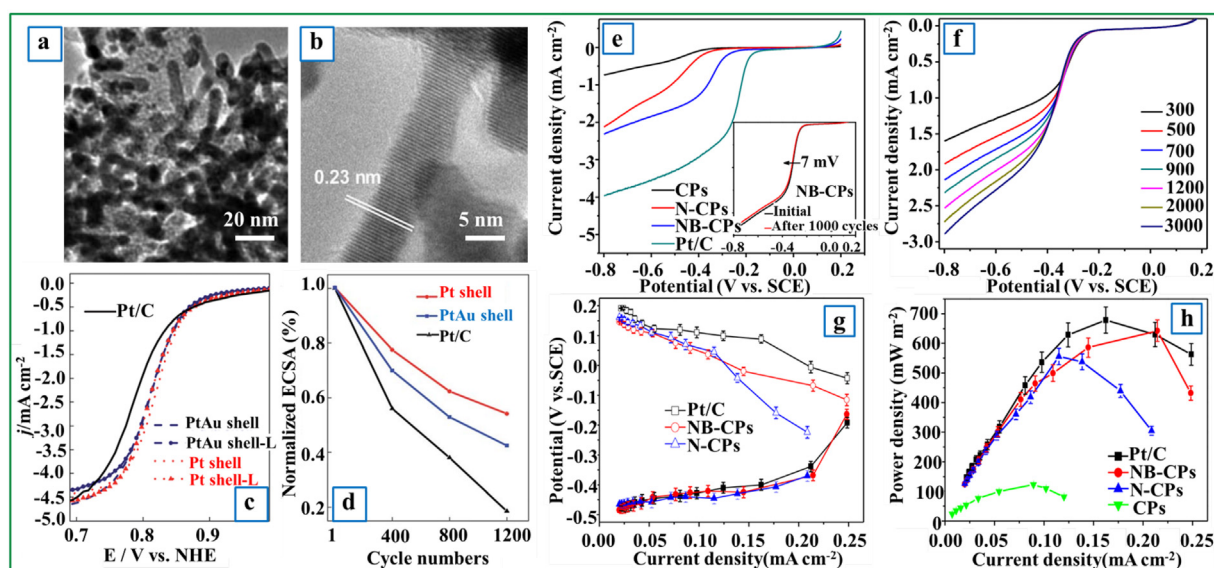 a
20 nm
b
0.23 nm
5 nm
0.0
-0.5
-1.0
-1.5
-2.0
-2.5
-3.0
-3.5
-4.0
-4.5
-5.0
j/mA cm⁻²
Pt/C
PtAu shell
PtAu shell-L
Pt shell
Pt shell-L
c
0.7
0.8
0.9
E / V vs. NHE
1.0
0.8
0.6
0.4
0.2
Normalized ECSA (%)
Pt shell
PtAu shell
Pt/C
d
1
400
800
1200
Cycle numbers
e
0
-1
-2
-3
-4
-5
Current density (mA cm⁻²)
CPs
N-CPs
NB-CPs
Pt/C
7 mV
NB-CPs
Initial
After 1000 cycles
-0.8
-0.4
0.0
0.2
-0.8
-0.6
-0.4
-0.2
0.0
0.2
Potential (V vs. SCE)
f
0.0
0.5
1.0
1.5
2.0
2.5
3.0
Current density (mA cm⁻²)
300
500
700
900
1200
2000
3000
-0.8
-0.6
-0.4
-0.2
0.0
0.2
Potential (V vs. SCE)
g
0.2
0.1
0.0
-0.1
-0.2
-0.3
-0.4
-0.5
Potential (V vs.SCE)
Pt/C
NB-CPs
N-CPs
0.00
0.05
0.10
0.15
0.20
0.25
Current density(mA cm⁻²)
h
700
600
500
400
300
200
100
0
Power density (mW m⁻²)
Pt/C
NB-CPs
N-CPs
CPs
0.00
0.05
0.10
0.15
0.20
0.25
Current density(mA cm⁻²)